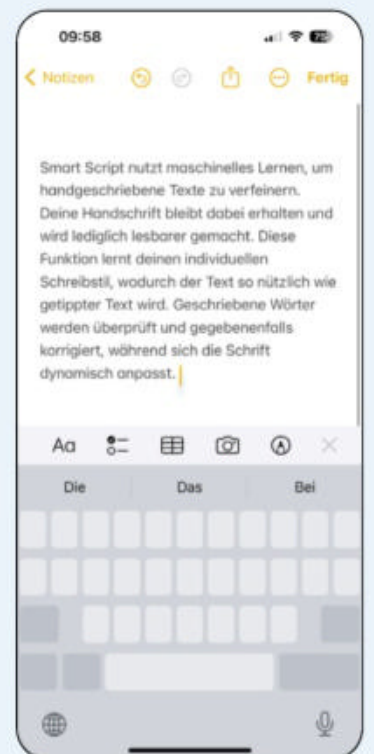 09:58
Notizen Fertig
Smart Script nutzt maschinelles Lernen, um
handgeschriebene Texte zu verfeinern.
Deine Handschrift bleibt dabei erhalten und
wird lediglich lesbarer gemacht. Diese
Funktion lernt deinen individuellen
Schreibstil, wodurch der Text so nützlich wie
getippter Text wird. Geschriebene Wörter
werden überprüft und gegebenenfalls
korrigiert, während sich die Schrift
dynamisch anpasst.
Aa
Die Das Bei